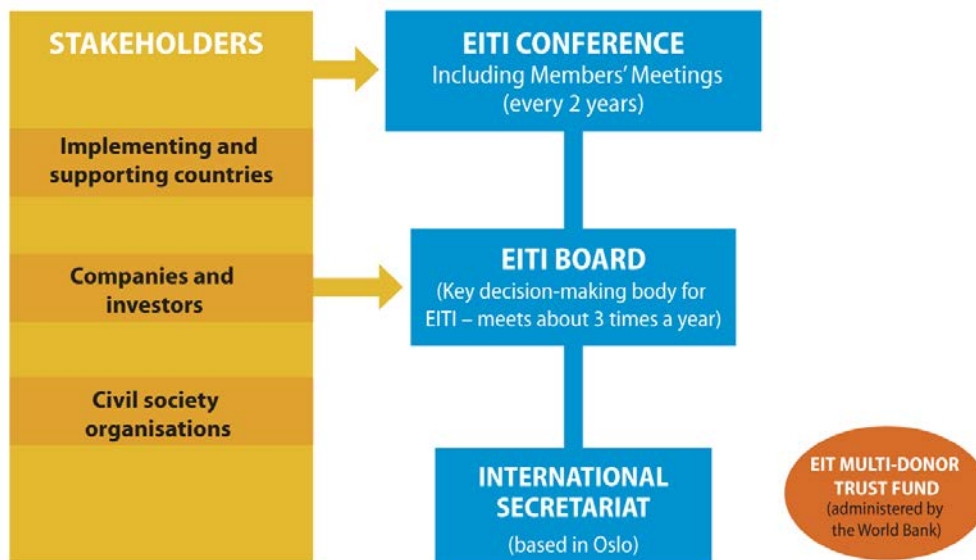 STAKEHOLDERS
Implementing and
supporting countries
Companies and
investors
Civil society
organisations
EITI CONFERENCE
Including Members’ Meetings
(every 2 years)
EITI BOARD
(Key decision-making body for
EITI – meets about 3 times a year)
INTERNATIONAL
SECRETARIAT
(based in Oslo)
EIT MULTI-DONOR
TRUST FUND
(administered by
the World Bank)